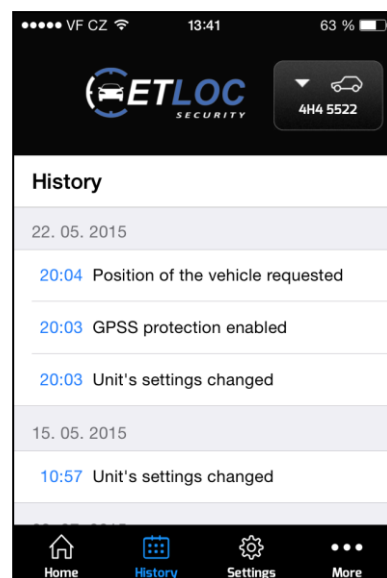 VF CZ 13:41 63 %
ETLOC
SECURITY
4H4 5522
History
22. 05. 2015
20:04 Position of the vehicle requested
20:03 GPSS protection enabled
20:03 Unit's settings changed
15. 05. 2015
10:57 Unit's settings changed
Home History Settings More